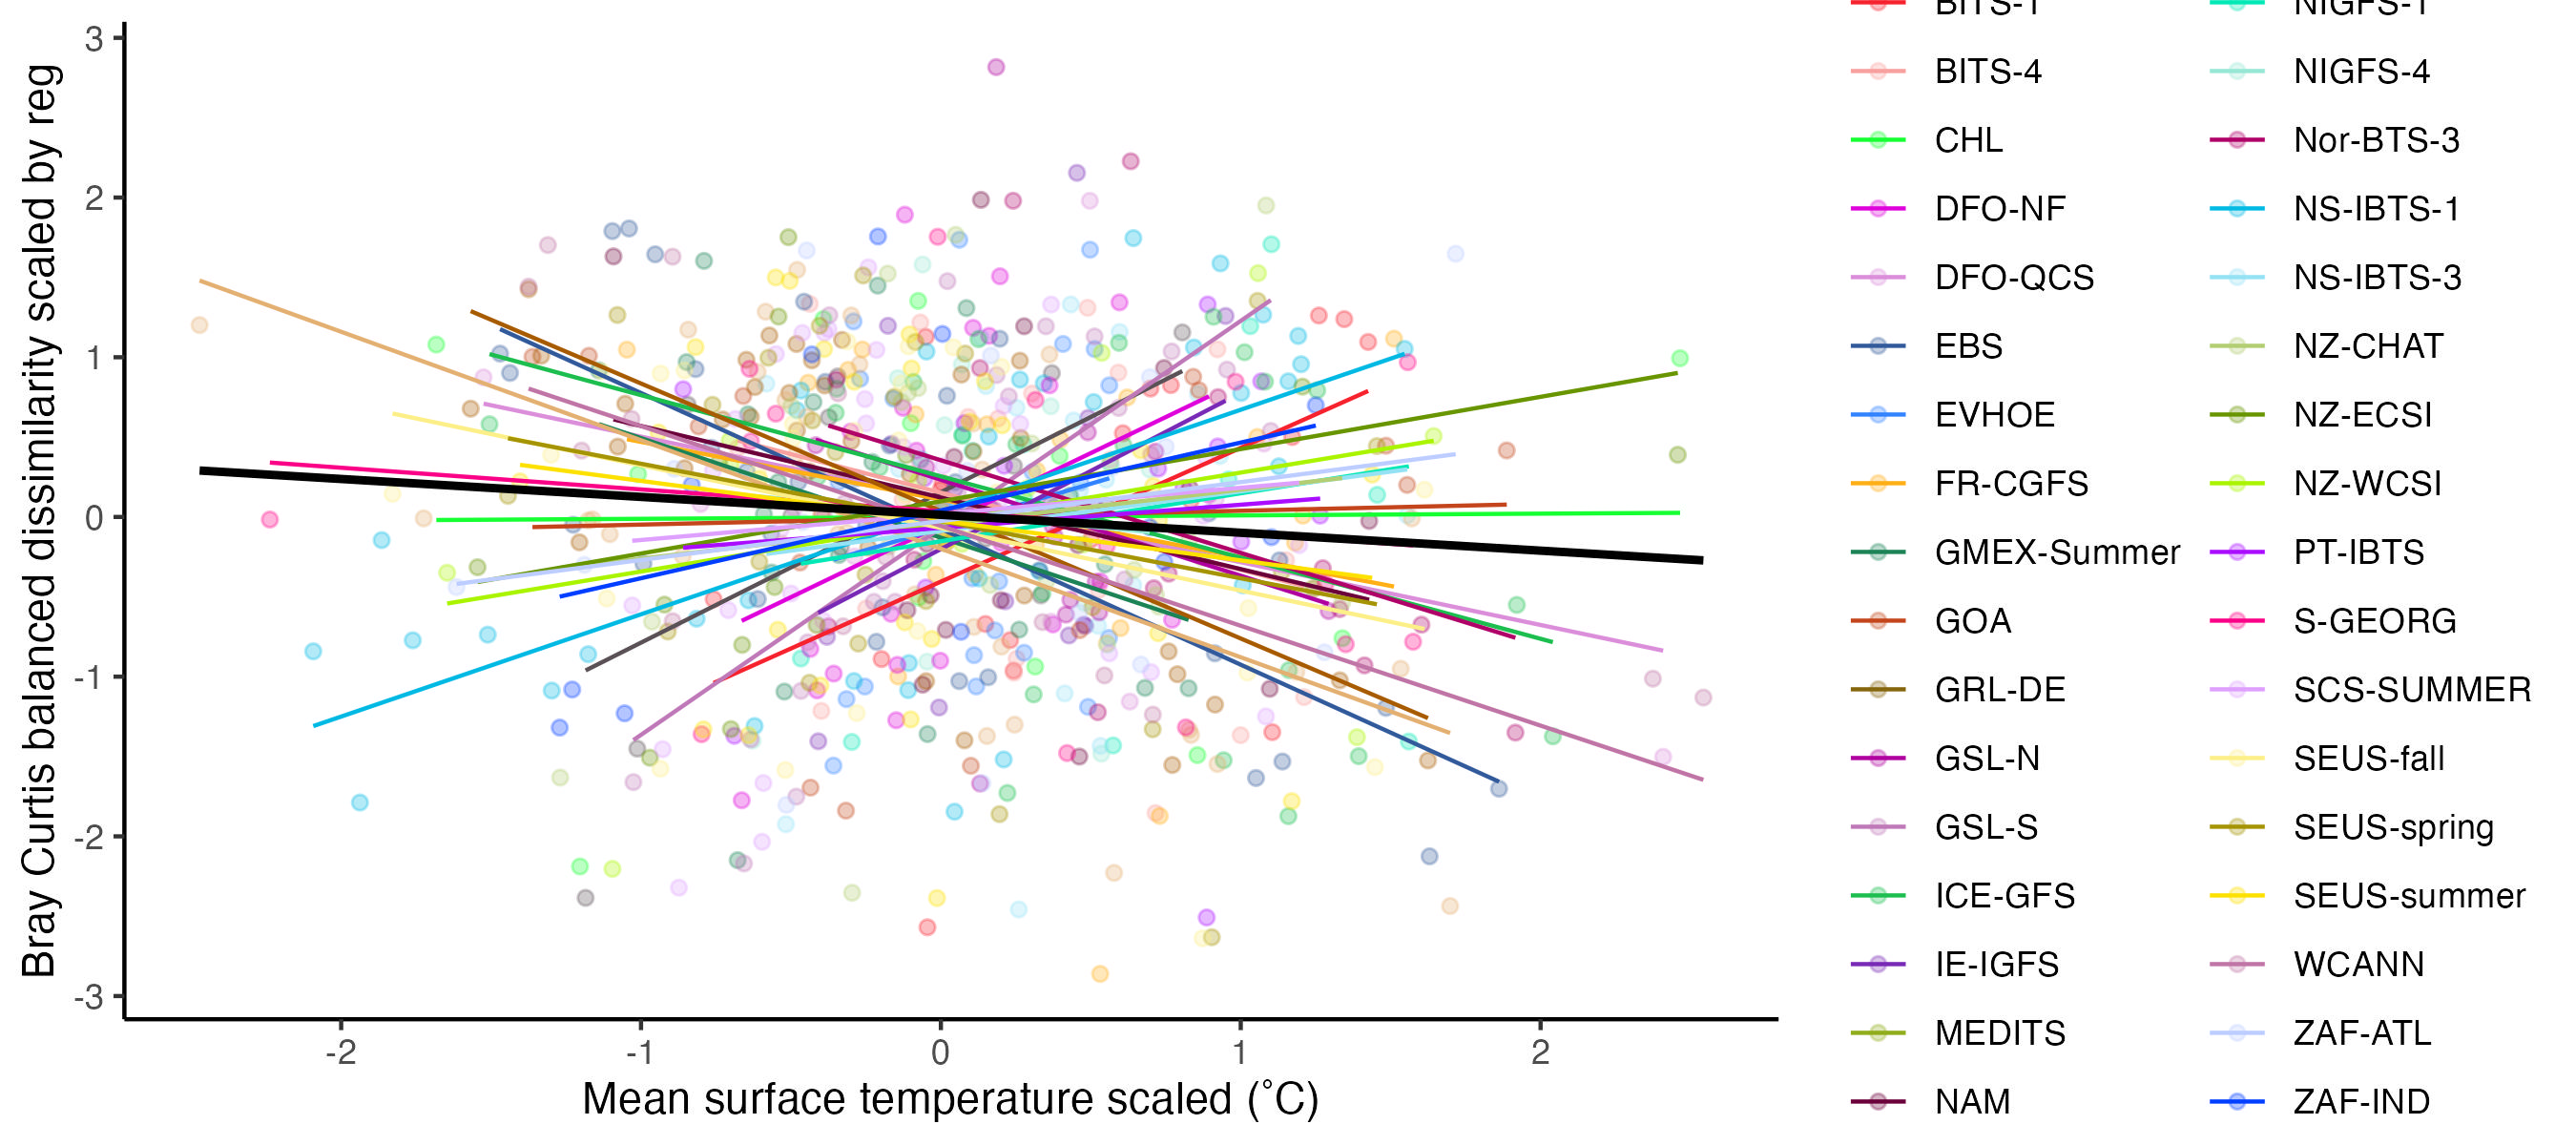 Bray Curtis balanced dissimilarity scaled by reg
3
2
1
0
-1
-2
-3
-2
-1
0
1
2
Mean surface temperature scaled (°C)
BITS-1
BITS-4
CHL
DFO-NF
DFO-QCS
EBS
EVHOE
FR-CGFS
GMEX-Summer
GOA
GRL-DE
GSL-N
GSL-S
ICE-GFS
IE-IGFS
MEDITS
NAM
NIGFS-1
NIGFS-4
Nor-BTS-3
NS-IBTS-1
NS-IBTS-3
NZ-CHAT
NZ-ECSI
NZ-WCSI
PT-IBTS
S-GEORG
SCS-SUMMER
SEUS-fall
SEUS-spring
SEUS-summer
WCANN
ZAF-ATL
ZAF-IND